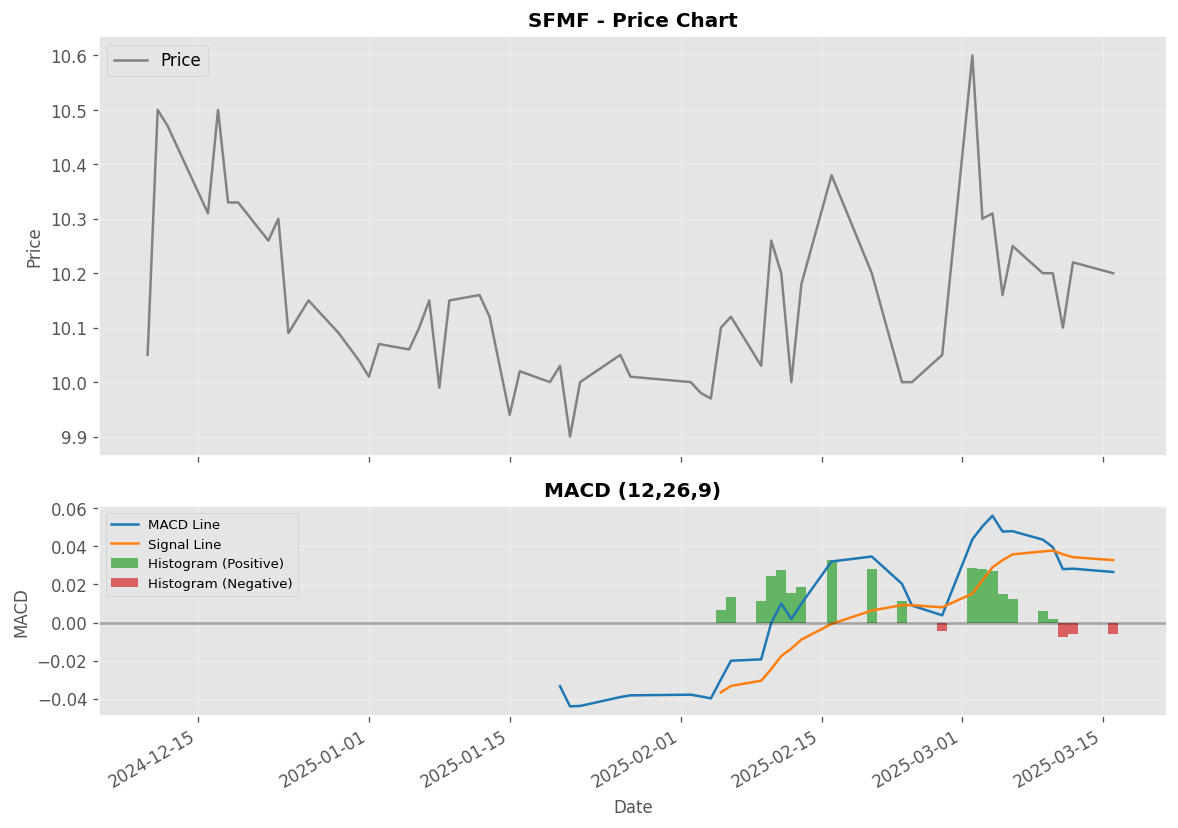 SFMF - Price Chart
Price
10.6
10.5
10.4
10.3
10.2
10.1
10.0
9.9
Price
MACD (12,26,9)
MACD Line
Signal Line
Histogram (Positive)
Histogram (Negative)
0.06
0.04
0.02
0.00
−0.02
−0.04
MACD
2024-12-15
2025-01-01
2025-01-15
2025-02-01
2025-02-15
2025-03-01
2025-03-15
Date